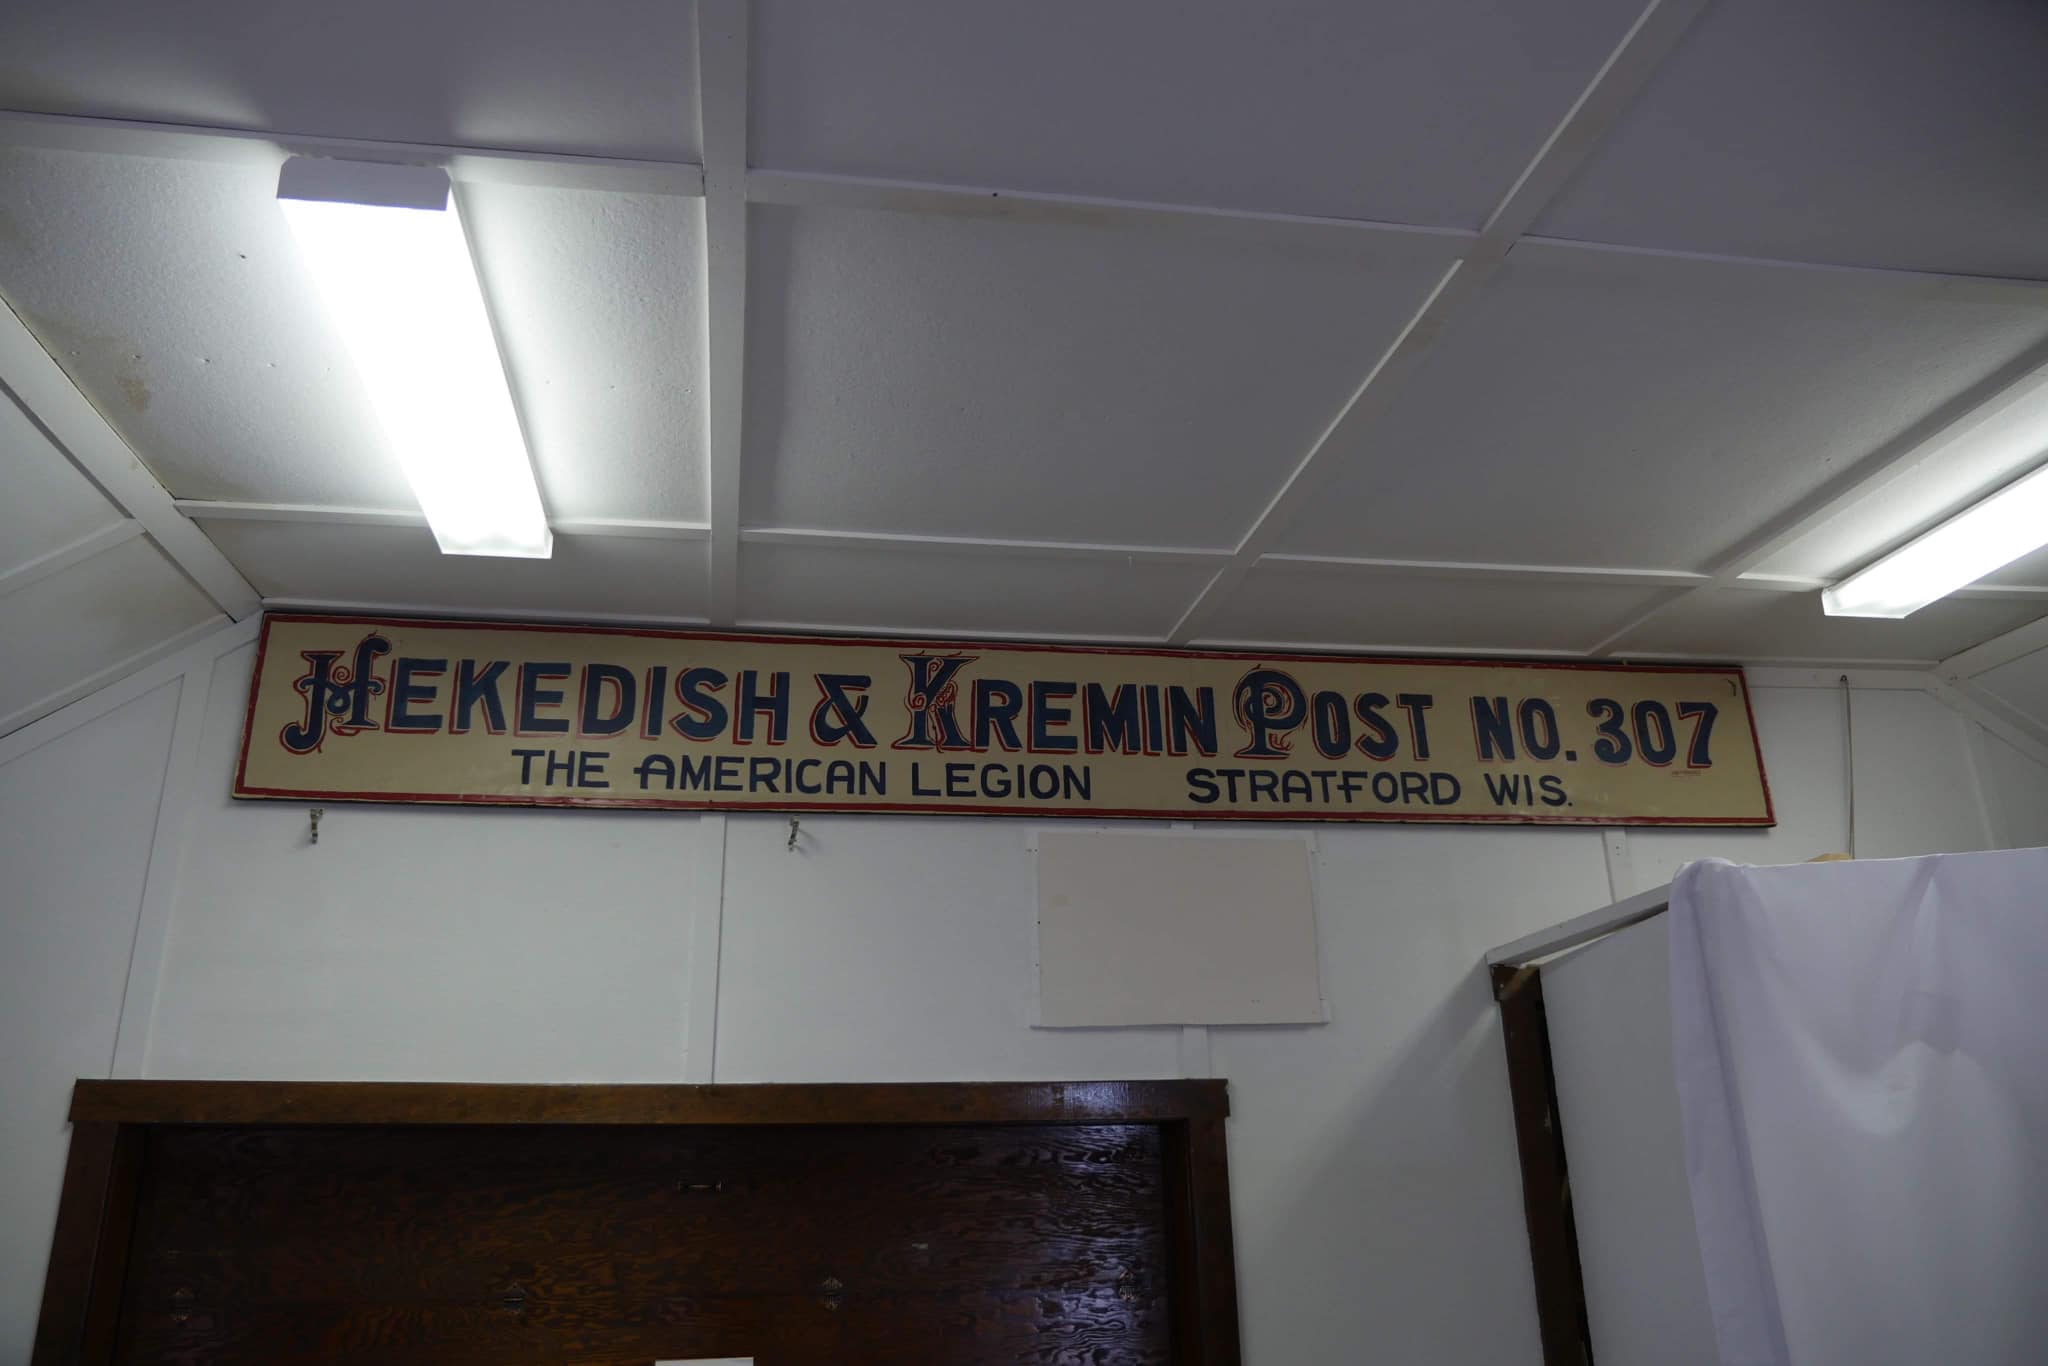 HEKEDISH & KREMIN POST NO. 307
THE AMERICAN LEGION STRATFORD WIS.